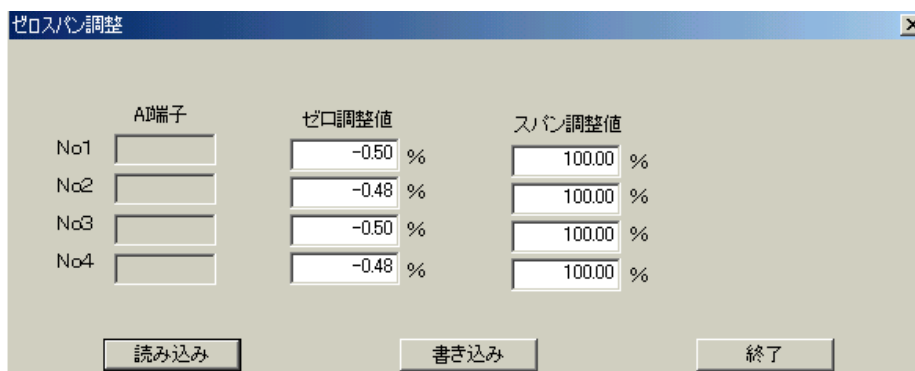 ゼロスパン調整
AI端子 ゼロ調整値 スパン調整値
No1 -0.50 % 100.00 %
No2 -0.48 % 100.00 %
No3 -0.50 % 100.00 %
No4 -0.48 % 100.00 %
読み込み 書き込み 終了